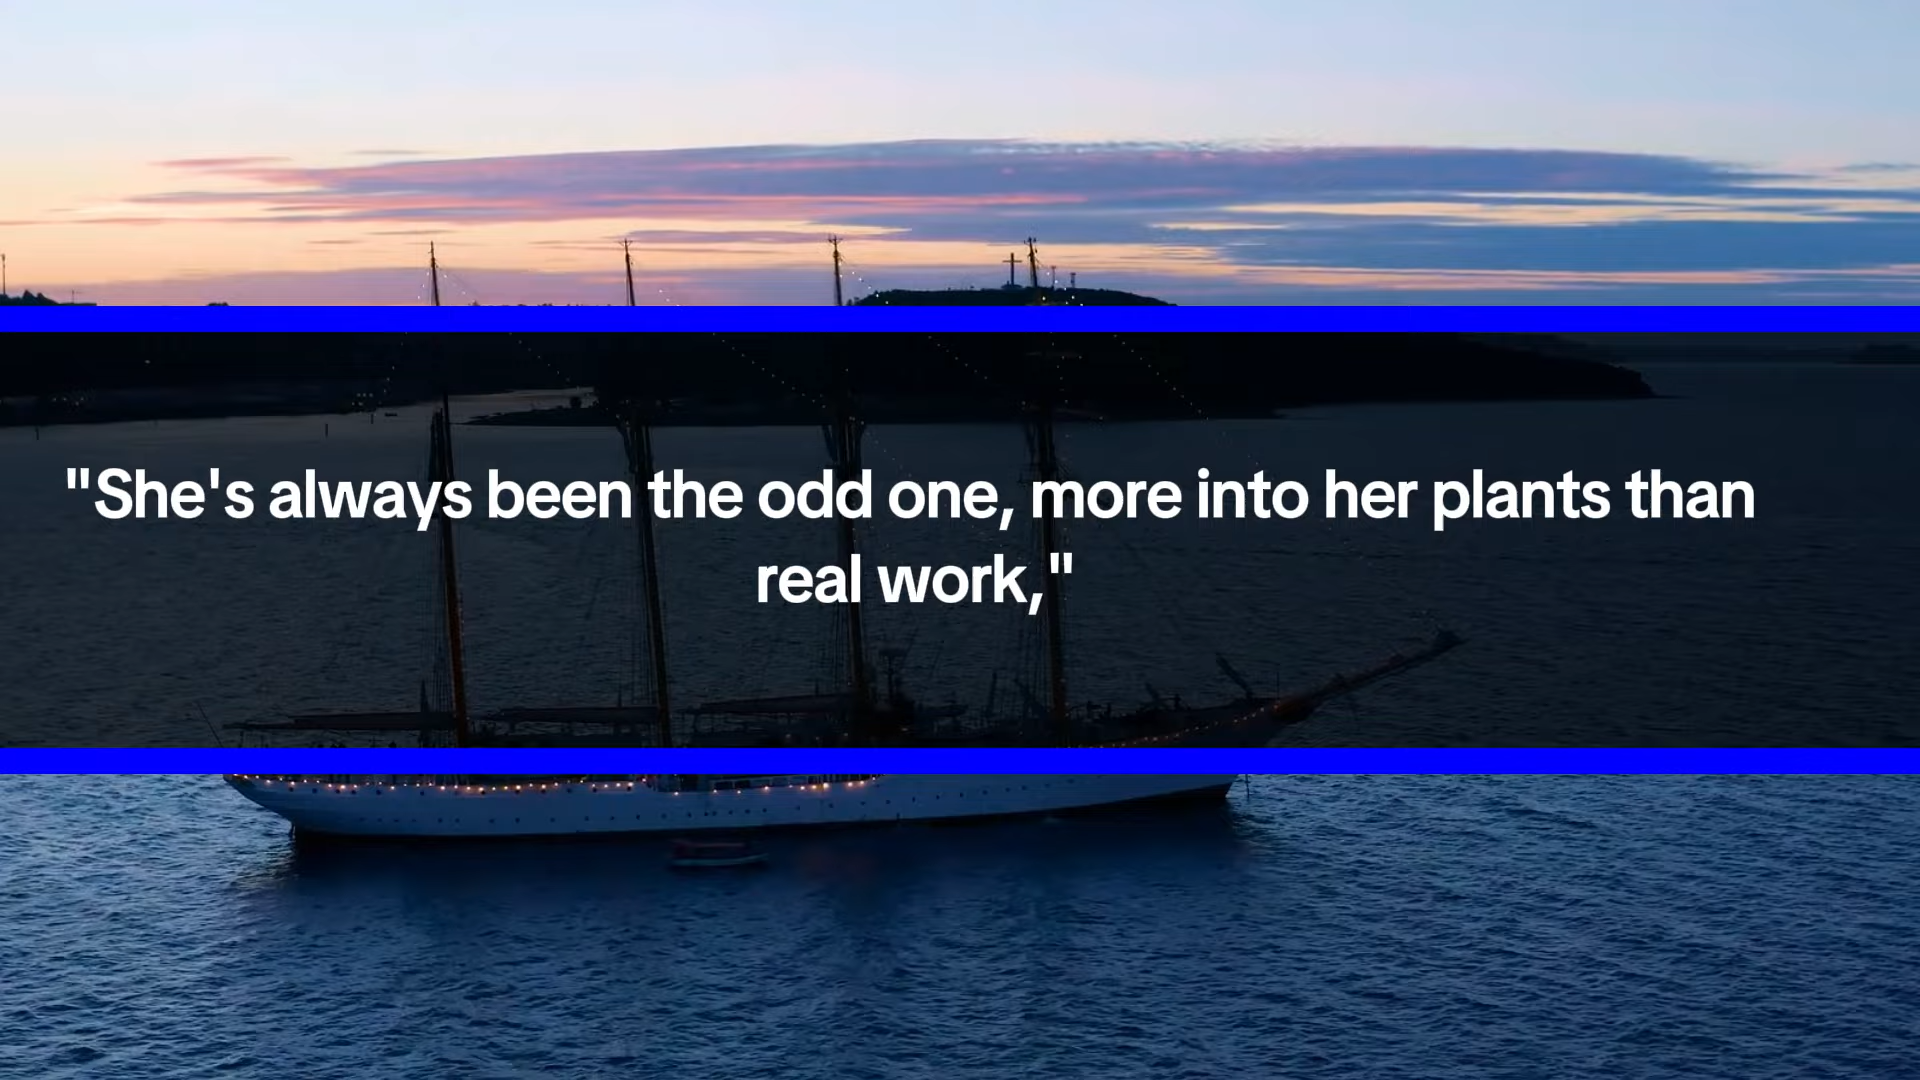 "She's always been the odd one, more into her plants than
real work,"